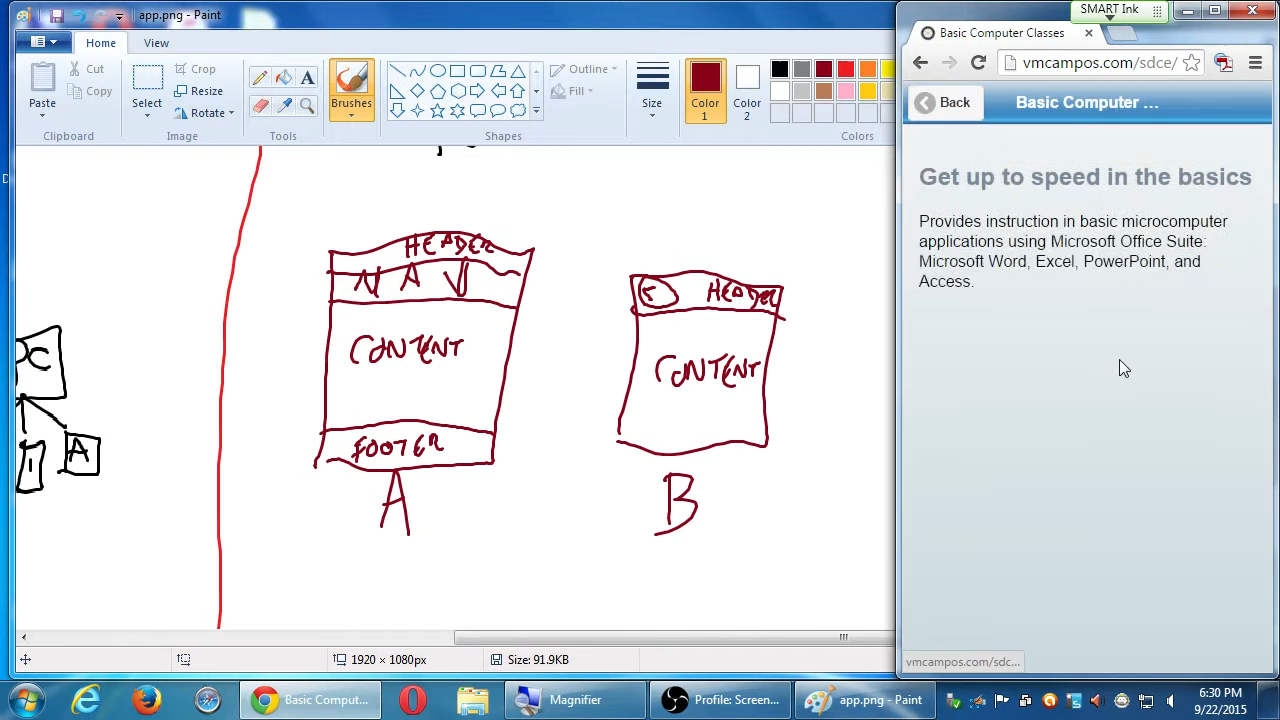 SMART Ink
app.png - Paint
Home
View
Paste
Cut
Copy
Clipboard
Select
Crop
Resize
Rotate
Image
A
Tools
Brushes
Shapes
Outline
Fill
Size
Color 1
Color 2
Colors
Basic Computer Classes
vmcampos.com/sdce/
Back
Basic Computer ...
Get up to speed in the basics
Provides instruction in basic microcomputer
applications using Microsoft Office Suite:
Microsoft Word, Excel, PowerPoint, and
Access.
vmcampos.com/sdc...
HEADER
NAV
CONTENT
FOOTER
A
HEADER
CONTENT
B
C
A
1920 × 1080px
Size: 91.9KB
Basic Comput...
Magnifier
Profile: Screen...
app.png - Paint
6:30 PM
9/22/2015